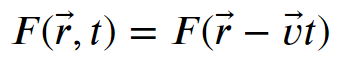 F(r⃗, t) = F(r⃗ − v⃗t)